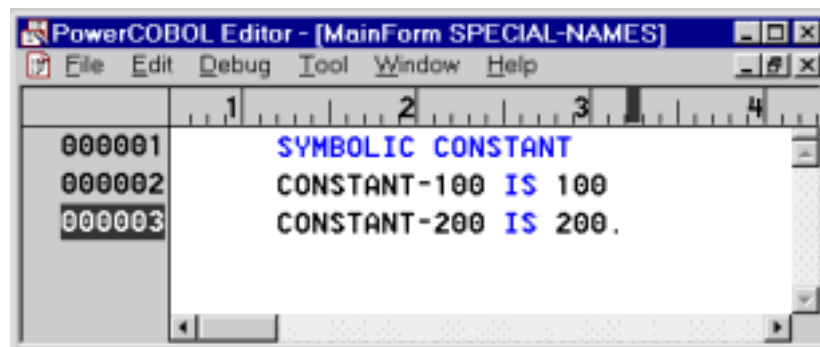 PowerCOBOL Editor - [MainForm SPECIAL-NAMES]
File Edit Debug Tool Window Help
1 2 3 4
000001 SYMBOLIC CONSTANT
000002 CONSTANT-100 IS 100
000003 CONSTANT-200 IS 200.